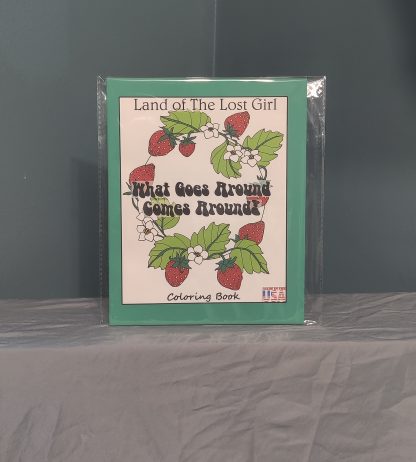 Land of The Lost Girl
What Goes Around
Comes Around!
Coloring Book
USA